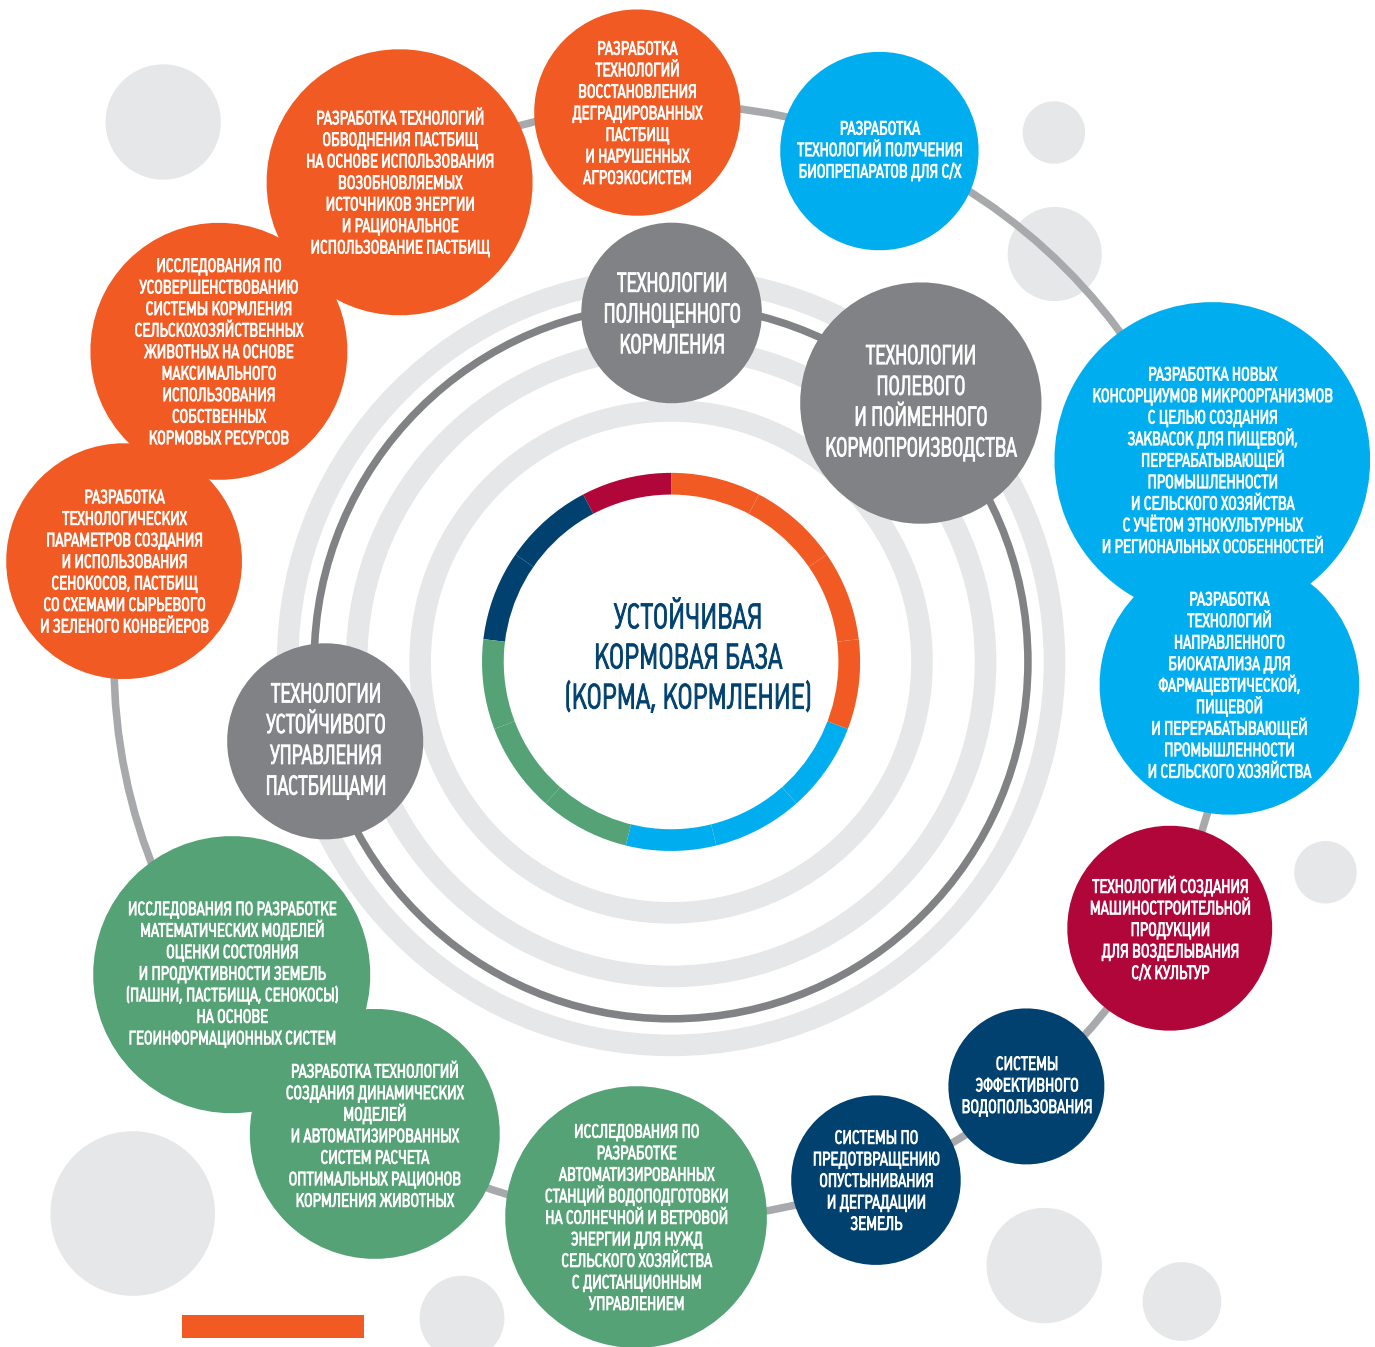 РАЗРАБОТКА
ТЕХНОЛОГИЙ
ВОССТАНОВЛЕНИЯ
ДЕГРАДИРОВАННЫХ
ПАСТБИЩ
И НАРУШЕННЫХ
АГРОЭКОСИСТЕМ
РАЗРАБОТКА
ТЕХНОЛОГИЙ ПОЛУЧЕНИЯ
БИОПРЕПАРАТОВ ДЛЯ С/Х
РАЗРАБОТКА ТЕХНОЛОГИЙ
ОБВОДНЕНИЯ ПАСТБИЩ
НА ОСНОВЕ ИСПОЛЬЗОВАНИЯ
ВОЗОБНОВЛЯЕМЫХ
ИСТОЧНИКОВ ЭНЕРГИИ
И РАЦИОНАЛЬНОЕ
ИСПОЛЬЗОВАНИЕ ПАСТБИЩ
ИССЛЕДОВАНИЯ ПО
УСОВЕРШЕНСТВОВАНИЮ
СИСТЕМЫ КОРМЛЕНИЯ
СЕЛЬСКОХОЗЯЙСТВЕННЫХ
ЖИВОТНЫХ НА ОСНОВЕ
МАКСИМАЛЬНОГО
ИСПОЛЬЗОВАНИЯ
СОБСТВЕННЫХ
КОРМОВЫХ РЕСУРСОВ
ТЕХНОЛОГИИ
ПОЛНОЦЕННОГО
КОРМЛЕНИЯ
ТЕХНОЛОГИИ
ПОЛЕВОГО
И ПОЙМЕННОГО
КОРМОПРОИЗВОДСТВА
РАЗРАБОТКА НОВЫХ
КОНСОРЦИУМОВ МИКРООРГАНИЗМОВ
С ЦЕЛЬЮ СОЗДАНИЯ
ЗАКВАСОК ДЛЯ ПИЩЕВОЙ,
ПЕРЕРАБАТЫВАЮЩЕЙ
ПРОМЫШЛЕННОСТИ
И СЕЛЬСКОГО ХОЗЯЙСТВА
С УЧЁТОМ ЭТНОКУЛЬТУРНЫХ
И РЕГИОНАЛЬНЫХ ОСОБЕННОСТЕЙ
РАЗРАБОТКА
ТЕХНОЛОГИЧЕСКИХ
ПАРАМЕТРОВ СОЗДАНИЯ
И ИСПОЛЬЗОВАНИЯ
СЕНОКОСОВ, ПАСТБИЩ
СО СХЕМАМИ СЫРЬЕВОГО
И ЗЕЛЕНОГО КОНВЕЙЕРОВ
УСТОЙЧИВАЯ
КОРМОВАЯ БАЗА
(КОРМА, КОРМЛЕНИЕ)
РАЗРАБОТКА
ТЕХНОЛОГИЙ
НАПРАВЛЕННОГО
БИОКАТАЛИЗА ДЛЯ
ФАРМАЦЕВТИЧЕСКОЙ,
ПИЩЕВОЙ
И ПЕРЕРАБАТЫВАЮЩЕЙ
ПРОМЫШЛЕННОСТИ
И СЕЛЬСКОГО ХОЗЯЙСТВА
ТЕХНОЛОГИИ
УСТОЙЧИВОГО
УПРАВЛЕНИЯ
ПАСТБИЩАМИ
ТЕХНОЛОГИЙ СОЗДАНИЯ
МАШИНОСТРОИТЕЛЬНОЙ
ПРОДУКЦИИ
ДЛЯ ВОЗДЕЛЫВАНИЯ
С/Х КУЛЬТУР
ИССЛЕДОВАНИЯ ПО РАЗРАБОТКЕ
МАТЕМАТИЧЕСКИХ МОДЕЛЕЙ
ОЦЕНКИ СОСТОЯНИЯ
И ПРОДУКТИВНОСТИ ЗЕМЕЛЬ
(ПАШНИ, ПАСТБИЩА, СЕНОКОСЫ)
НА ОСНОВЕ
ГЕОИНФОРМАЦИОННЫХ СИСТЕМ
СИСТЕМЫ
ЭФФЕКТИВНОГО
ВОДОПОЛЬЗОВАНИЯ
РАЗРАБОТКА ТЕХНОЛОГИЙ
СОЗДАНИЯ ДИНАМИЧЕСКИХ
МОДЕЛЕЙ
И АВТОМАТИЗИРОВАННЫХ
СИСТЕМ РАСЧЕТА
ОПТИМАЛЬНЫХ РАЦИОНОВ
КОРМЛЕНИЯ ЖИВОТНЫХ
ИССЛЕДОВАНИЯ ПО
РАЗРАБОТКЕ
АВТОМАТИЗИРОВАННЫХ
СТАНЦИЙ ВОДОПОДГОТОВКИ
НА СОЛНЕЧНОЙ И ВЕТРОВОЙ
ЭНЕРГИИ ДЛЯ НУЖД
СЕЛЬСКОГО ХОЗЯЙСТВА
С ДИСТАНЦИОННЫМ
УПРАВЛЕНИЕМ
СИСТЕМЫ ПО
ПРЕДОТВРАЩЕНИЮ
ОПУСТЫНИВАНИЯ
И ДЕГРАДАЦИИ
ЗЕМЕЛЬ